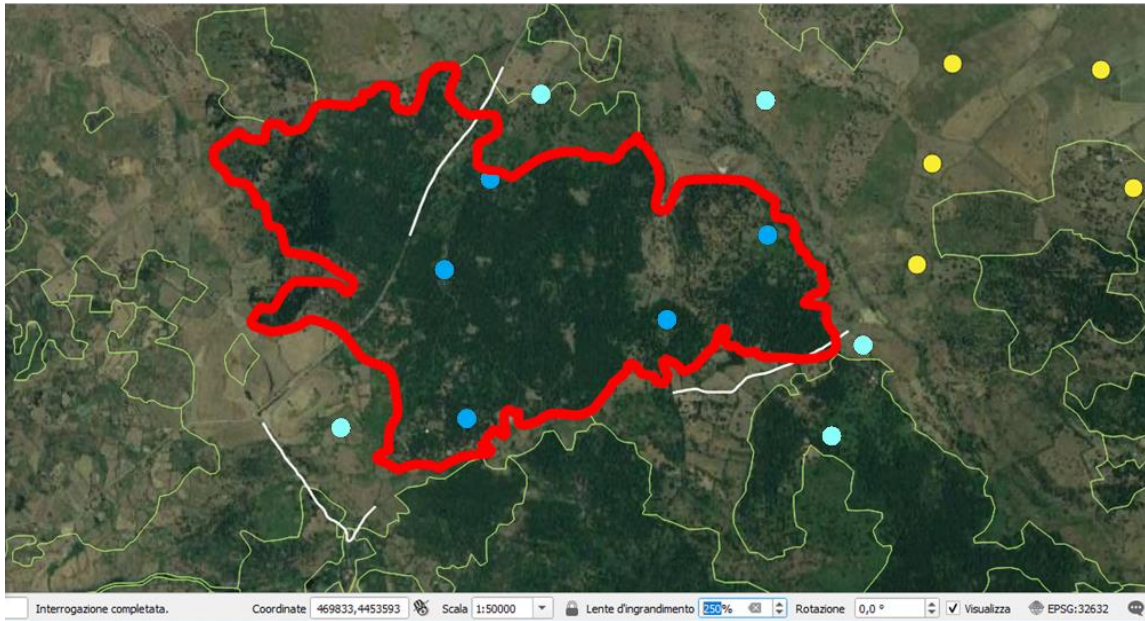 Interrogazione completata. Coordinate 469833,4453593 Scala 1:50000 Lente d'ingrandimento 250% Rotazione 0,0 ° Visualizza EPSG:32632